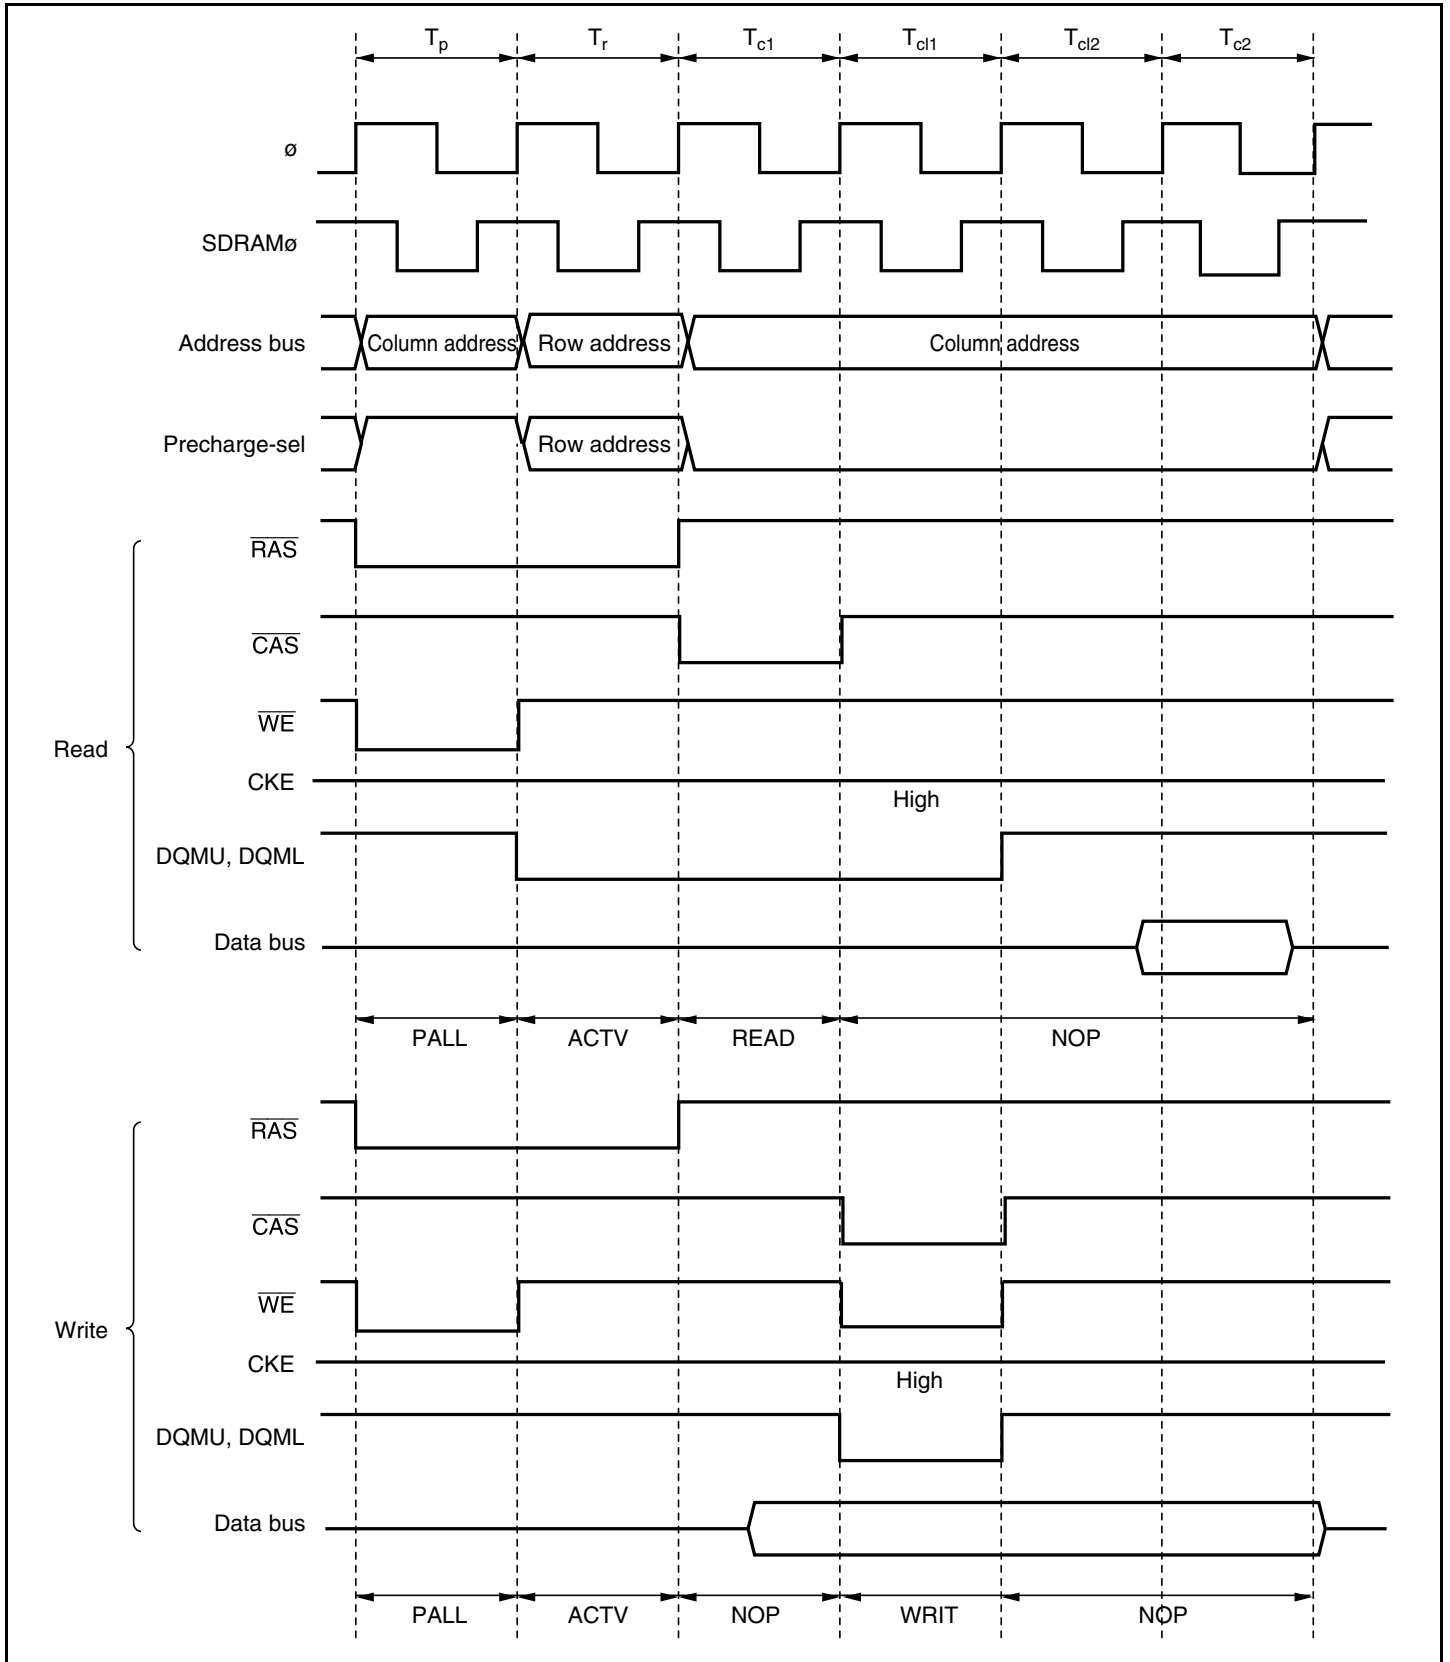 Tp Tr Tc1 Tcl1 Tcl2 Tc2
ø
SDRAMø
Address bus Column address Row address Column address
Precharge-sel Row address
RAS
CAS
WE
Read
CKE
High
DQMU, DQML
Data bus
PALL ACTV READ NOP
RAS
CAS
WE
Write
CKE
High
DQMU, DQML
Data bus
PALL ACTV NOP WRIT NOP